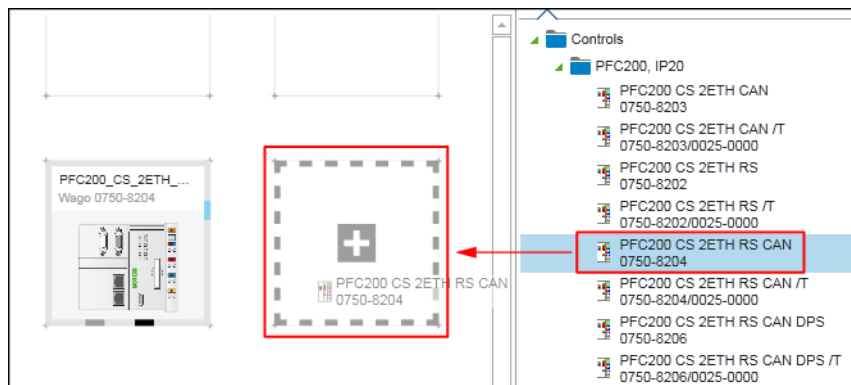 PFC200_CS_2ETH_...
Wago 0750-8204
PFC200 CS 2ETH RS CAN
0750-8204
Controls
PFC200, IP20
PFC200 CS 2ETH CAN
0750-8203
PFC200 CS 2ETH CAN /T
0750-8203/0025-0000
PFC200 CS 2ETH RS
0750-8202
PFC200 CS 2ETH RS /T
0750-8202/0025-0000
PFC200 CS 2ETH RS CAN
0750-8204
PFC200 CS 2ETH RS CAN /T
0750-8204/0025-0000
PFC200 CS 2ETH RS CAN DPS
0750-8206
PFC200 CS 2ETH RS CAN DPS /T
0750-8206/0025-0000